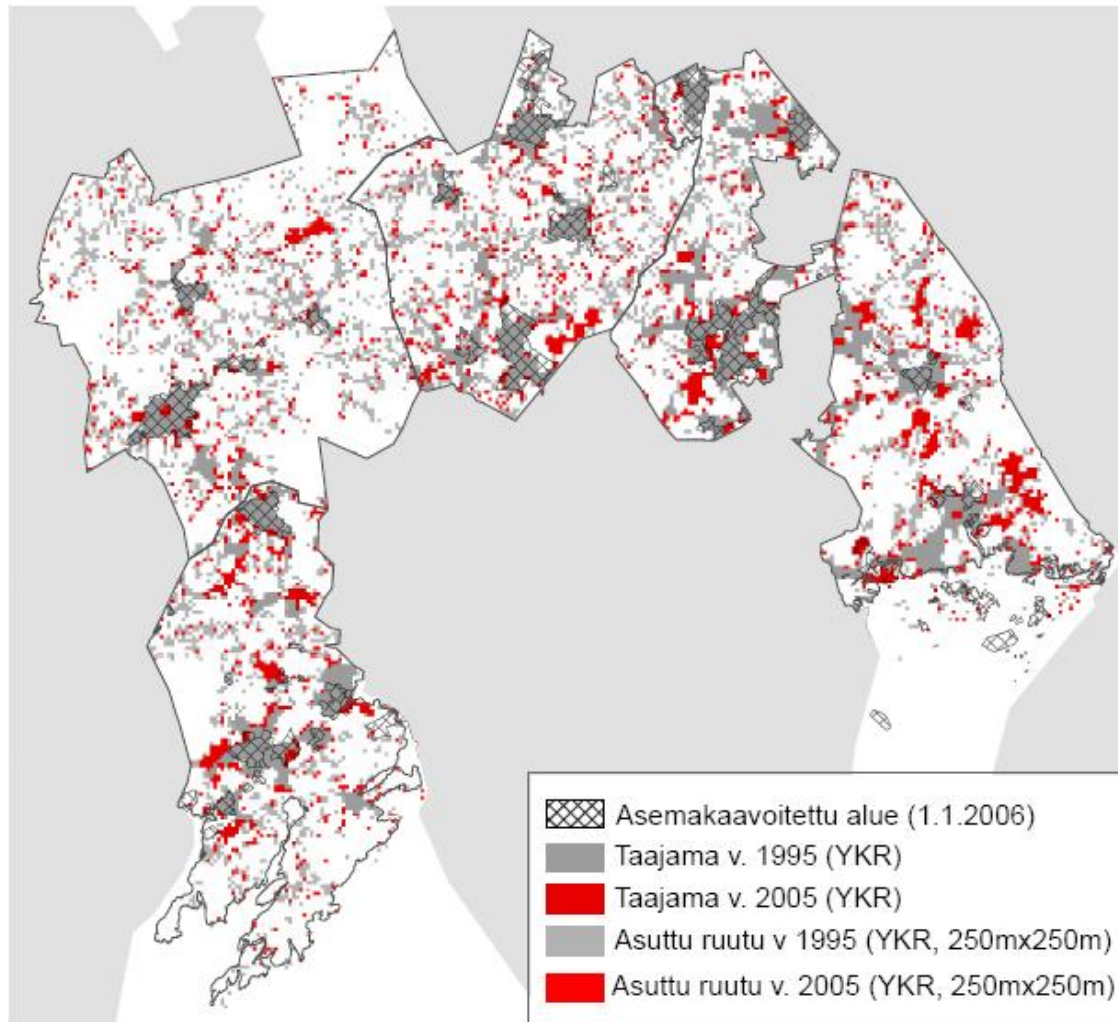 Asemakaavoitettu alue (1.1.2006)
Taajama v. 1995 (YKR)
Taajama v. 2005 (YKR)
Asuttu ruutu v 1995 (YKR, 250mx250m)
Asuttu ruutu v. 2005 (YKR, 250mx250m)